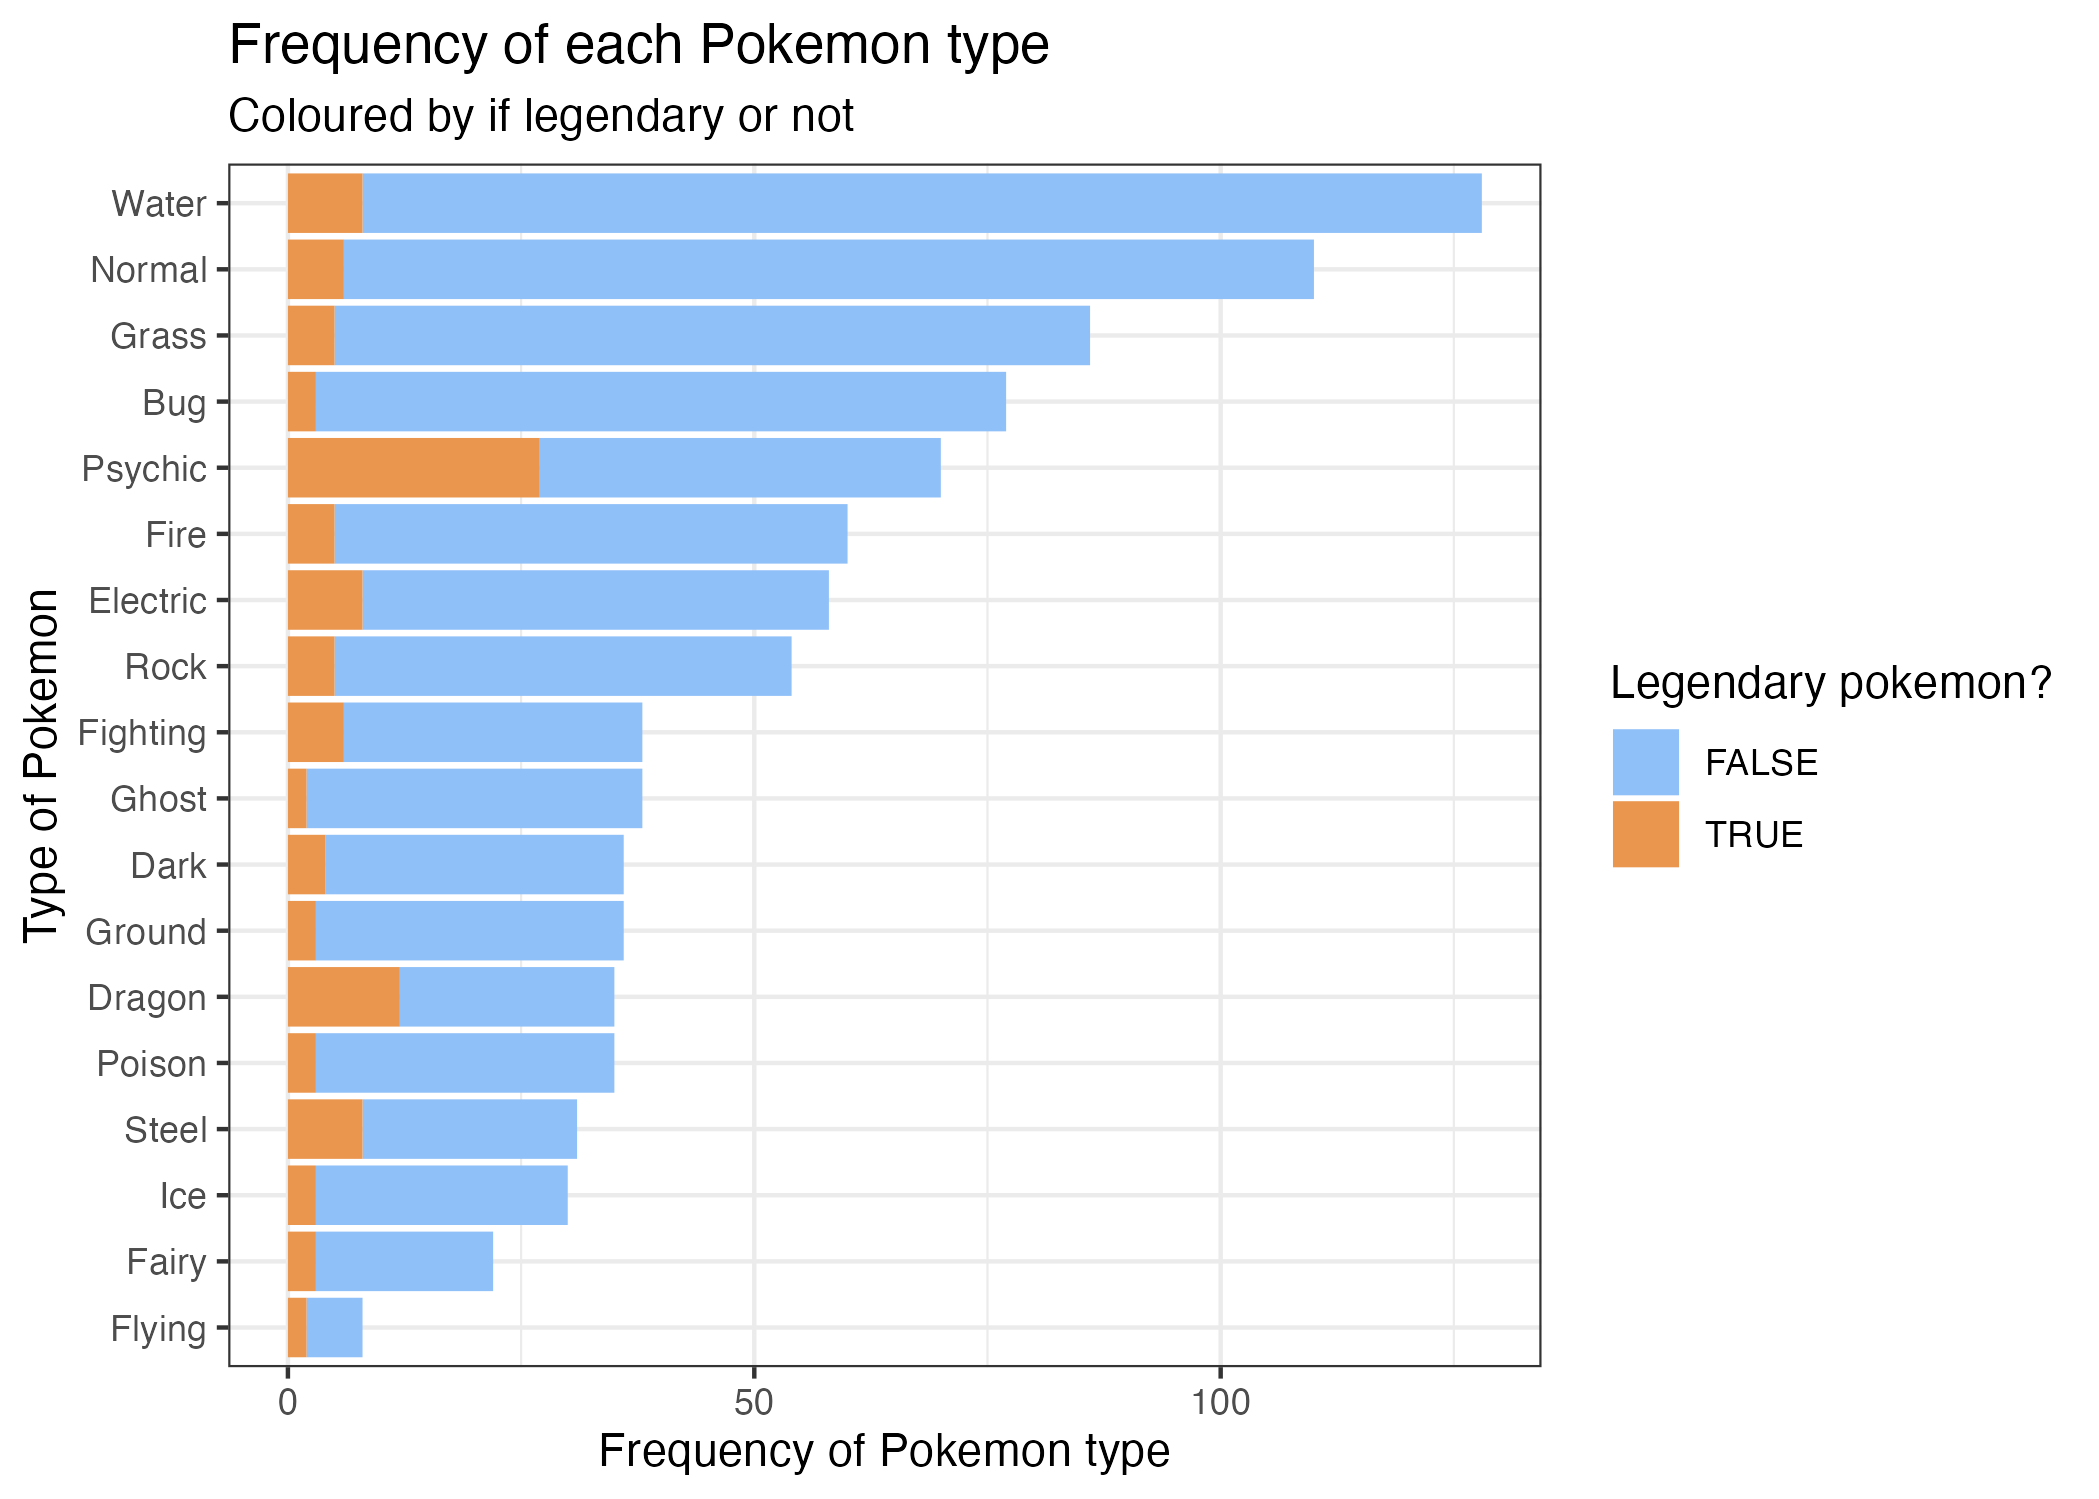 Frequency of each Pokemon type
Coloured by if legendary or not
Water
Normal
Grass
Bug
Psychic
Fire
Electric
Rock
Fighting
Ghost
Dark
Ground
Dragon
Poison
Steel
Ice
Fairy
Flying
Type of Pokemon
0 50 100
Frequency of Pokemon type
Legendary pokemon?
FALSE
TRUE